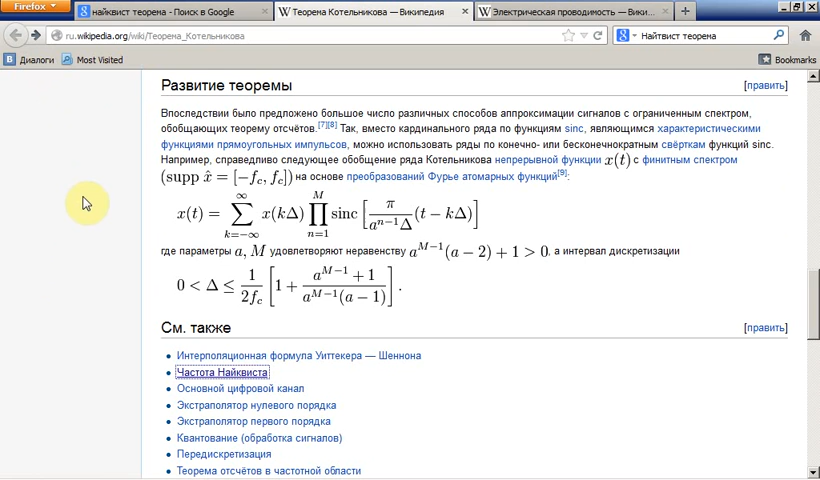 Firefox
найквист теорема - Поиск в Google
Теорема Котельникова — Википедия
Электрическая проводимость — Вики...
ru.wikipedia.org/wiki/Теорема_Котельникова
Найтвист теорема
Диалоги
Most Visited
Bookmarks
Развитие теоремы
[править]
Впоследствии было предложено большое число различных способов аппроксимации сигналов с ограниченным спектром,
обобщающих теорему отсчётов.[7][8] Так, вместо кардинального ряда по функциям sinc, являющимся характеристическими
функциями прямоугольных импульсов, можно использовать ряды по конечно- или бесконечнократным свёрткам функций sinc.
Например, справедливо следующее обобщение ряда Котельникова непрерывной функции x(t) с финитным спектром
(supp x̂ = [−f_c, f_c]) на основе преобразований Фурье атомарных функций[9]:
x(t) = ∑_{k=−∞}^{∞} x(kΔ) ∏_{n=1}^{M} sinc [π/(a^{n−1}Δ) (t − kΔ)]
где параметры a, M удовлетворяют неравенству a^{M−1}(a − 2) + 1 > 0, а интервал дискретизации
0 < Δ ≤ 1/(2f_c) [1 + (a^{M−1} + 1)/(a^{M−1}(a − 1))].
См. также
[править]
Интерполяционная формула Уиттекера — Шеннона
Частота Найквиста
Основной цифровой канал
Экстраполятор нулевого порядка
Экстраполятор первого порядка
Квантование (обработка сигналов)
Передискретизация
Теорема отсчётов в частотной области